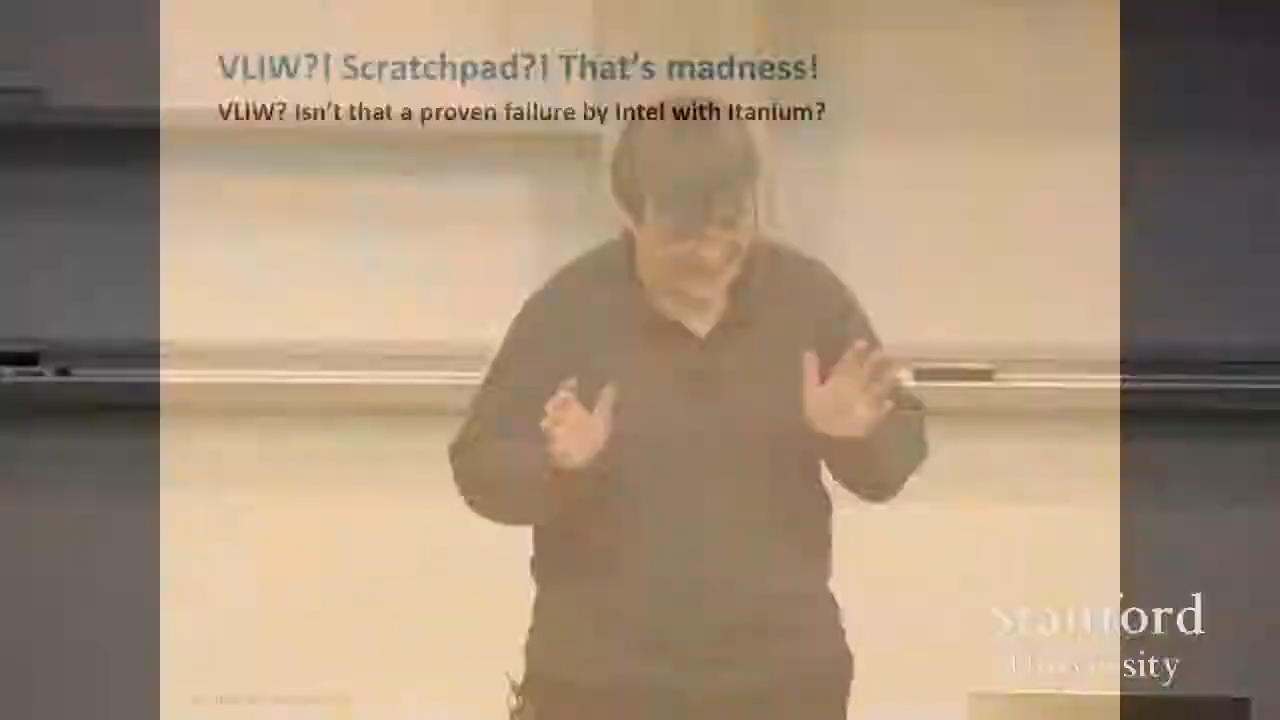 VLIW?! Scratchpad?! That's madness!
VLIW? Isn't that a proven failure by Intel with Itanium?
Stanford
University